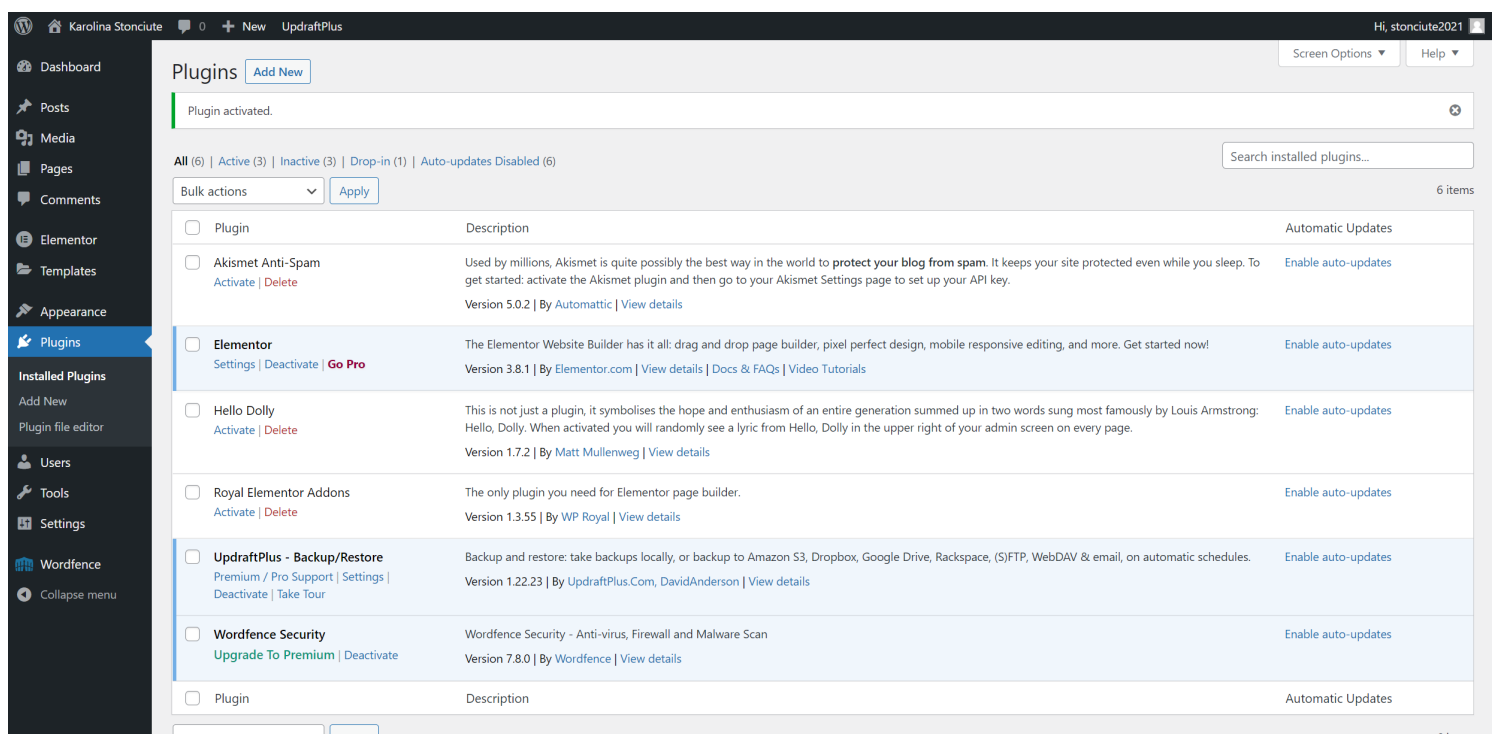 Karolina Stonciute 0 New UpdraftPlus Hi, stonciute2021
Screen Options Help
Dashboard
Posts
Media
Pages
Comments
Elementor
Templates
Appearance
Plugins
Installed Plugins
Add New
Plugin file editor
Users
Tools
Settings
Wordfence
Collapse menu
Plugins Add New
Plugin activated.
All (6) | Active (3) | Inactive (3) | Drop-in (1) | Auto-updates Disabled (6)
Search installed plugins...
Bulk actions Apply
6 items
Plugin Description Automatic Updates
Akismet Anti-Spam
Activate | Delete
Used by millions, Akismet is quite possibly the best way in the world to protect your blog from spam. It keeps your site protected even while you sleep. To
get started: activate the Akismet plugin and then go to your Akismet Settings page to set up your API key.
Version 5.0.2 | By Automattic | View details
Enable auto-updates
Elementor
Settings | Deactivate | Go Pro
The Elementor Website Builder has it all: drag and drop page builder, pixel perfect design, mobile responsive editing, and more. Get started now!
Version 3.8.1 | By Elementor.com | View details | Docs & FAQs | Video Tutorials
Enable auto-updates
Hello Dolly
Activate | Delete
This is not just a plugin, it symbolises the hope and enthusiasm of an entire generation summed up in two words sung most famously by Louis Armstrong:
Hello, Dolly. When activated you will randomly see a lyric from Hello, Dolly in the upper right of your admin screen on every page.
Version 1.7.2 | By Matt Mullenweg | View details
Enable auto-updates
Royal Elementor Addons
Activate | Delete
The only plugin you need for Elementor page builder.
Version 1.3.55 | By WP Royal | View details
Enable auto-updates
UpdraftPlus - Backup/Restore
Premium / Pro Support | Settings |
Deactivate | Take Tour
Backup and restore: take backups locally, or backup to Amazon S3, Dropbox, Google Drive, Rackspace, (S)FTP, WebDAV & email, on automatic schedules.
Version 1.22.23 | By UpdraftPlus.Com, DavidAnderson | View details
Enable auto-updates
Wordfence Security
Upgrade To Premium | Deactivate
Wordfence Security - Anti-virus, Firewall and Malware Scan
Version 7.8.0 | By Wordfence | View details
Enable auto-updates
Plugin Description Automatic Updates